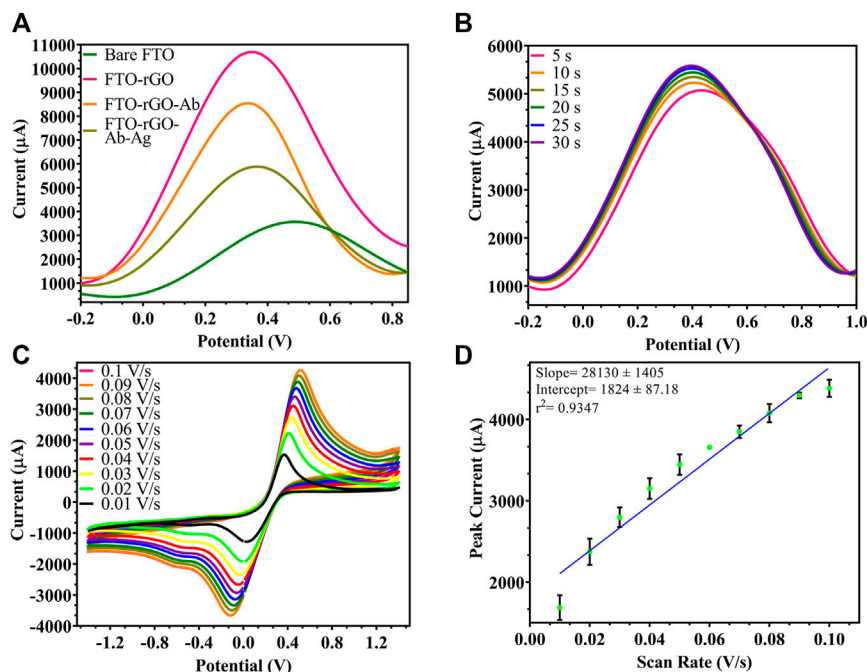 A
11000
10000
9000
8000
7000
6000
5000
4000
3000
2000
1000
Current (µA)
Bare FTO
FTO-rGO
FTO-rGO-Ab
FTO-rGO-
Ab-Ag
-0.2
0.0
0.2
0.4
0.6
0.8
Potential (V)
B
6000
5000
4000
3000
2000
1000
Current (µA)
5 s
10 s
15 s
20 s
25 s
30 s
-0.2
0.0
0.2
0.4
0.6
0.8
1.0
Potential (V)
C
4000
3000
2000
1000
0
-1000
-2000
-3000
-4000
Current (µA)
0.1 V/s
0.09 V/s
0.08 V/s
0.07 V/s
0.06 V/s
0.05 V/s
0.04 V/s
0.03 V/s
0.02 V/s
0.01 V/s
-1.2
-0.8
-0.4
0.0
0.4
0.8
1.2
Potential (V)
D
Slope= 28130 ± 1405
Intercept= 1824 ± 87.18
r²= 0.9347
4000
3000
2000
Peak Current (µA)
0.00
0.02
0.04
0.06
0.08
0.10
Scan Rate (V/s)